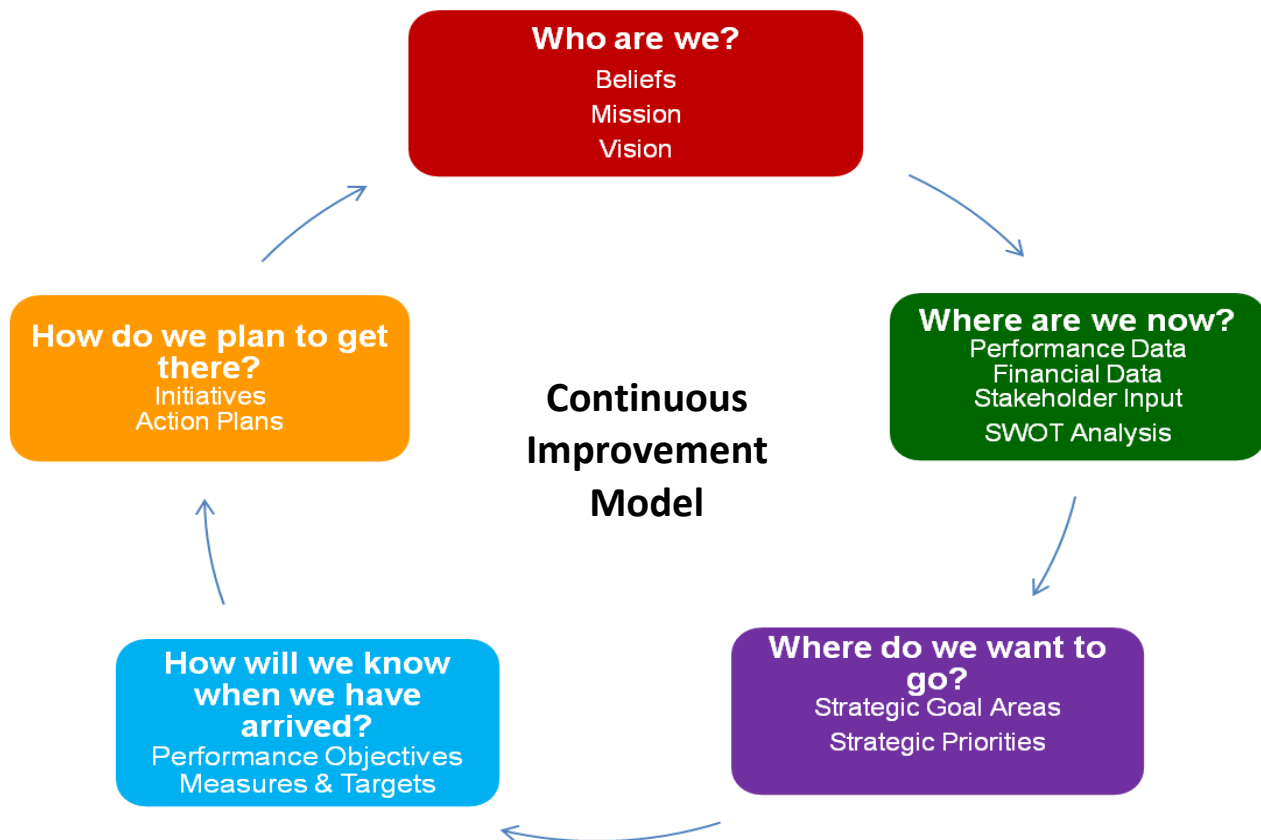 Who are we?
Beliefs
Mission
Vision
Where are we now?
Performance Data
Financial Data
Stakeholder Input
SWOT Analysis
Where do we want to
go?
Strategic Goal Areas
Strategic Priorities
How will we know
when we have
arrived?
Performance Objectives
Measures & Targets
How do we plan to get
there?
Initiatives
Action Plans
Continuous
Improvement
Model